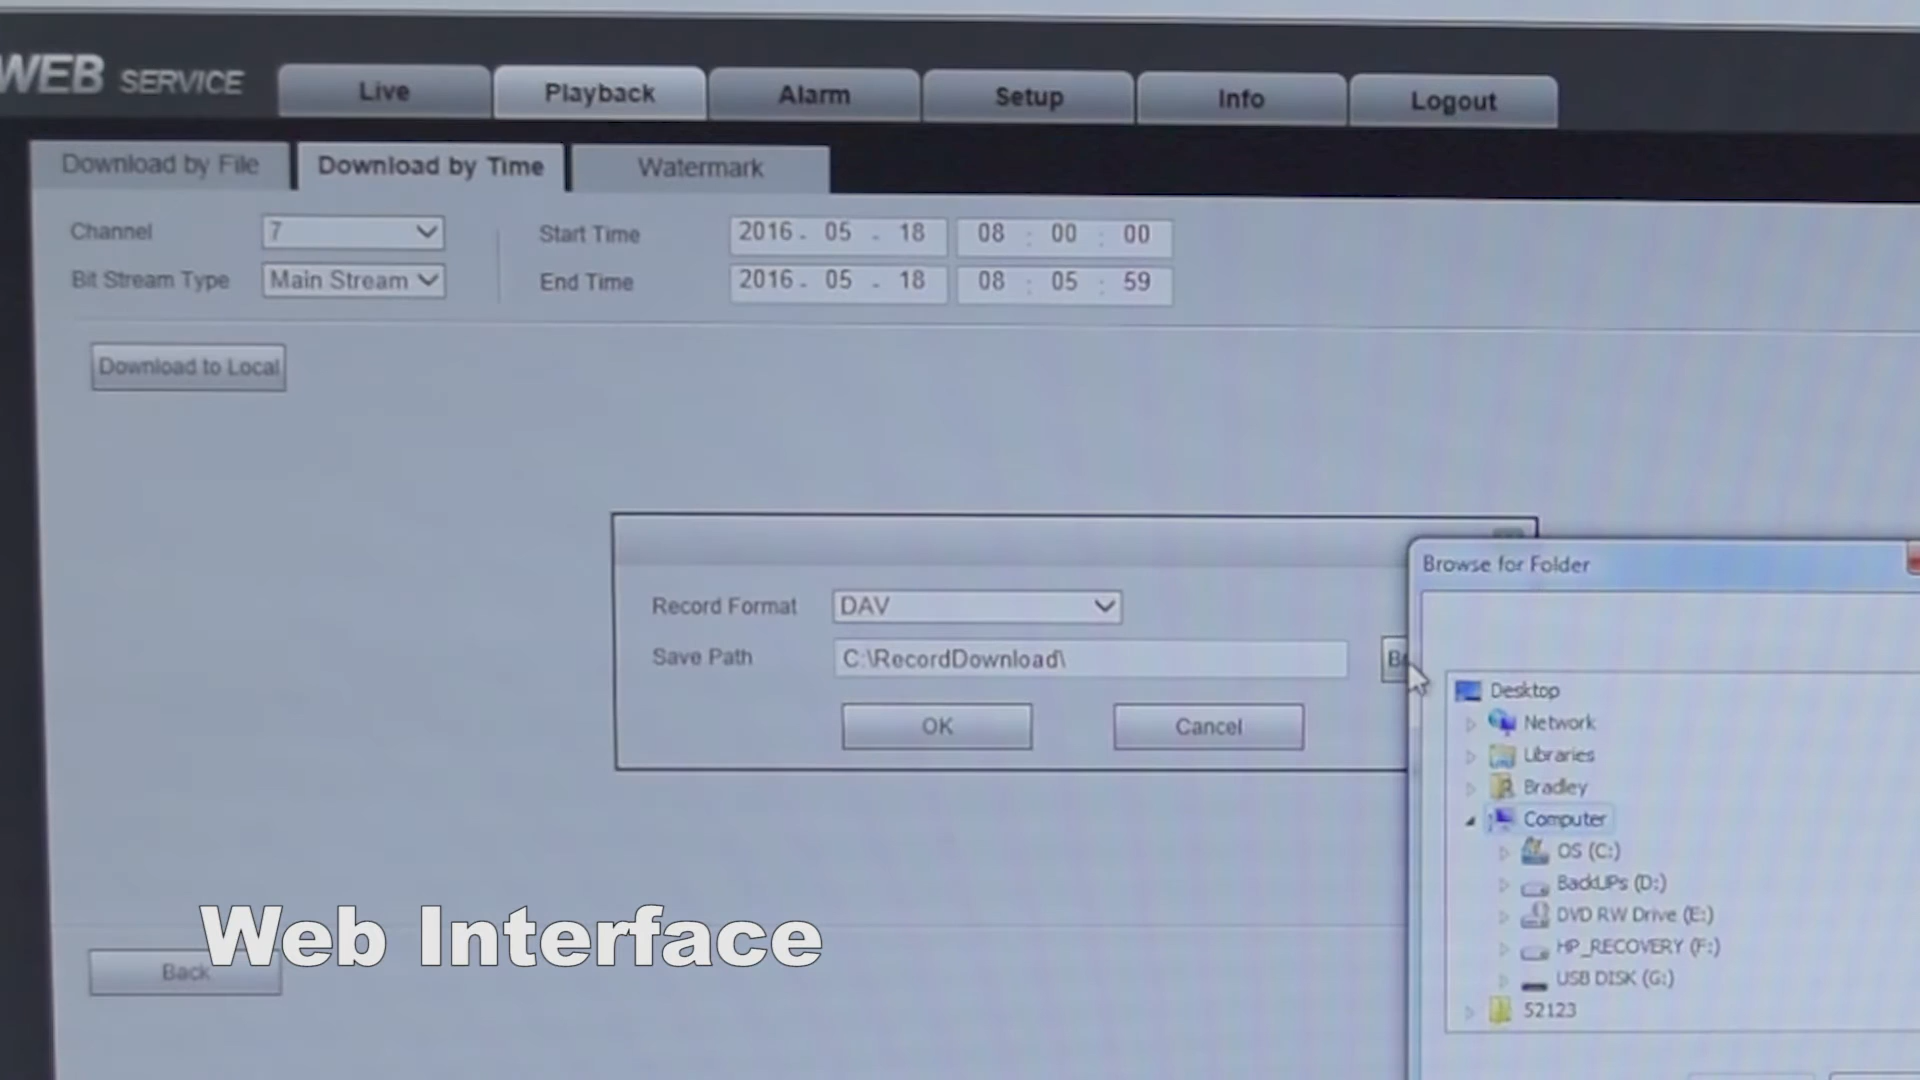 WEB SERVICE
Live
Playback
Alarm
Setup
Info
Logout
Download by File
Download by Time
Watermark
Channel
7
Start Time
2016. 05 . 18
08 : 00 : 00
Bit Stream Type
Main Stream
End Time
2016. 05 . 18
08 : 05 : 59
Download to Local
Browse for Folder
Record Format
DAV
Save Path
C:\RecordDownload\
OK
Cancel
Desktop
Network
Libraries
Bradley
Computer
OS (C:)
BackUPs (D:)
DVD RW Drive (E:)
HP_RECOVERY (F:)
USB DISK (G:)
52123
Web Interface
Back